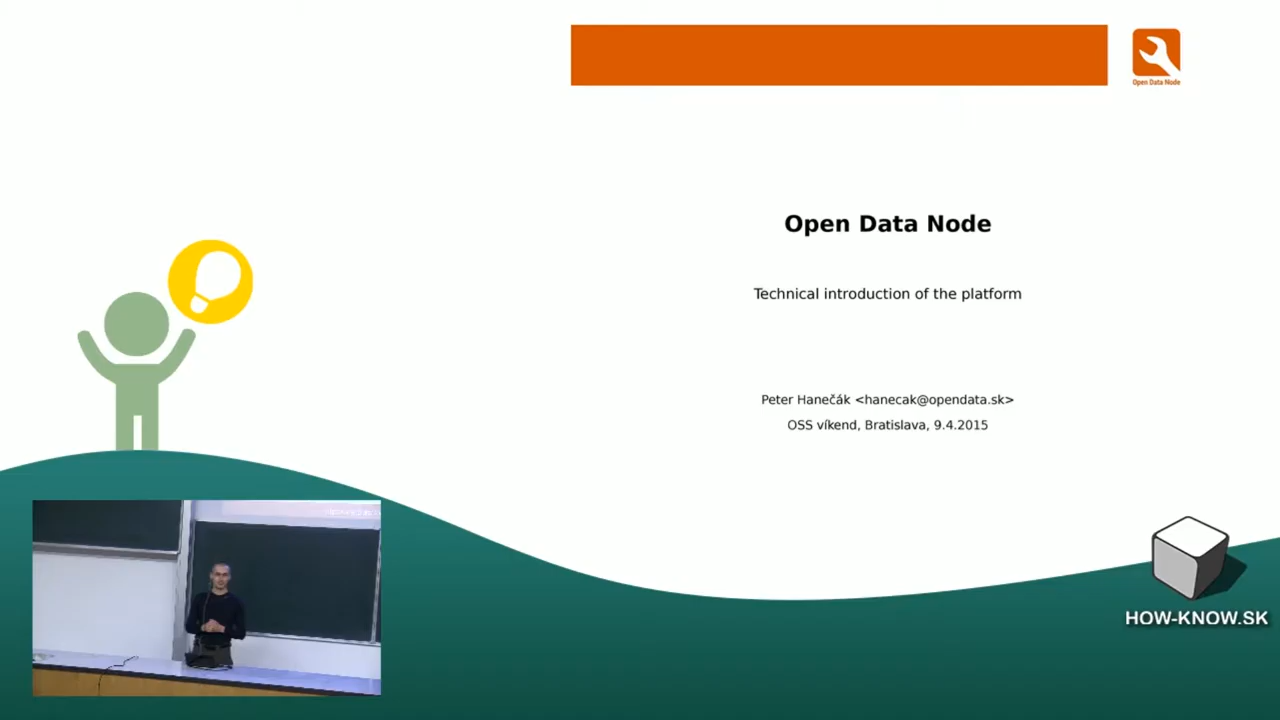 Open Data Node
Open Data Node
Technical introduction of the platform
Peter Hanečák <hanecak@opendata.sk>
OSS víkend, Bratislava, 9.4.2015
HOW-KNOW.SK